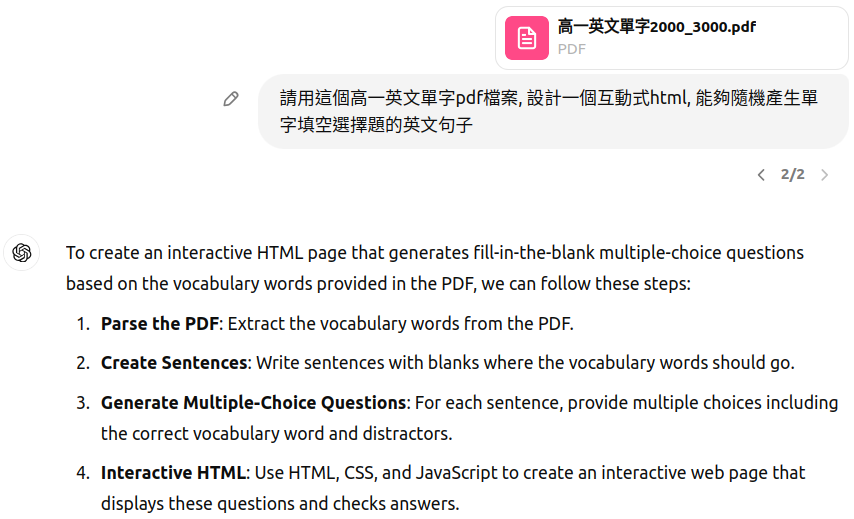 高一英文單字2000_3000.pdf
PDF
請用這個高一英文單字pdf檔案, 設計一個互動式html, 能夠隨機產生單
字填空選擇題的英文句子
2/2
To create an interactive HTML page that generates fill-in-the-blank multiple-choice questions
based on the vocabulary words provided in the PDF, we can follow these steps:
1. Parse the PDF: Extract the vocabulary words from the PDF.
2. Create Sentences: Write sentences with blanks where the vocabulary words should go.
3. Generate Multiple-Choice Questions: For each sentence, provide multiple choices including
the correct vocabulary word and distractors.
4. Interactive HTML: Use HTML, CSS, and JavaScript to create an interactive web page that
displays these questions and checks answers.